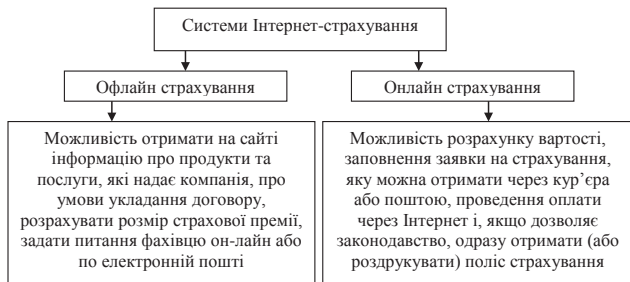 Системи Інтернет-страхування
Офлайн страхування
Онлайн страхування
Можливість отримати на сайті
інформацію про продукти та
послуги, які надає компанія, про
умови укладання договору,
розрахувати розмір страхової премії,
задати питання фахівцю он-лайн або
по електронній пошті
Можливість розрахунку вартості,
заповнення заявки на страхування,
яку можна отримати через кур’єра
або поштою, проведення оплати
через Інтернет і, якщо дозволяє
законодавство, одразу отримати (або
роздрукувати) поліс страхування